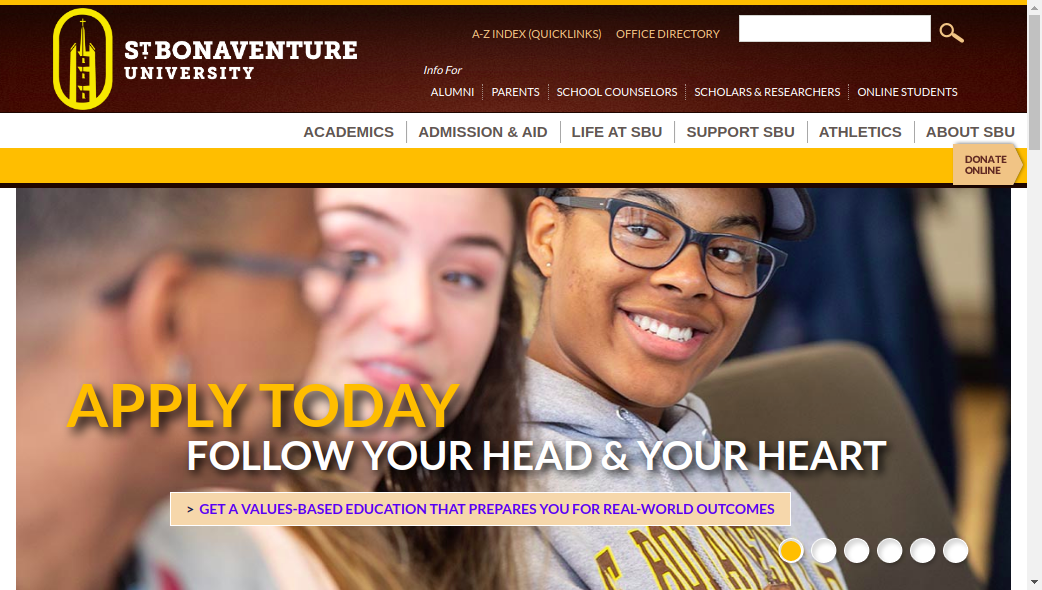 A-Z INDEX (QUICKLINKS) OFFICE DIRECTORY
ST BONAVENTURE
UNIVERSITY
Info For
ALUMNI PARENTS SCHOOL COUNSELORS SCHOLARS & RESEARCHERS ONLINE STUDENTS
ACADEMICS ADMISSION & AID LIFE AT SBU SUPPORT SBU ATHLETICS ABOUT SBU
DONATE
ONLINE
APPLY TODAY
FOLLOW YOUR HEAD & YOUR HEART
> GET A VALUES-BASED EDUCATION THAT PREPARES YOU FOR REAL-WORLD OUTCOMES